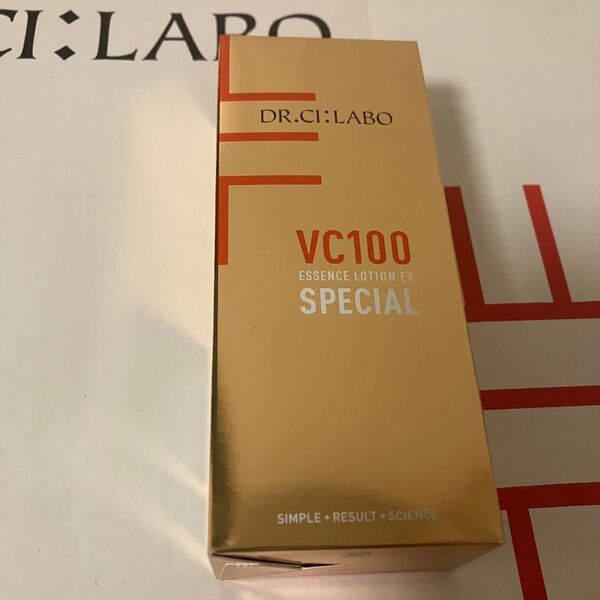 CI:LABO
DR.CI:LABO
VC100
ESSENCE LOTION EX
SPECIAL
SIMPLE + RESULT + SCIENCE